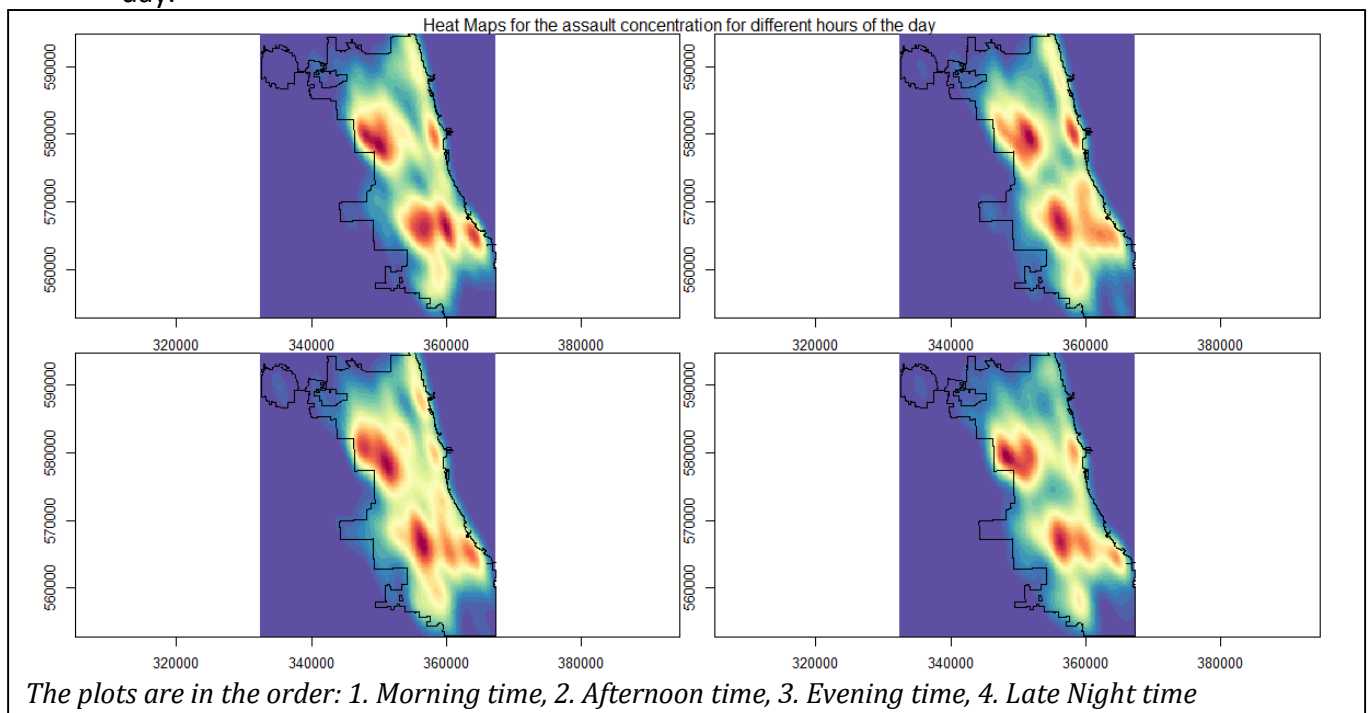 day.
Heat Maps for the assault concentration for different hours of the day
590000
580000
570000
560000
320000 340000 360000 380000
590000
580000
570000
560000
320000 340000 360000 380000
590000
580000
570000
560000
320000 340000 360000 380000
590000
580000
570000
560000
320000 340000 360000 380000
The plots are in the order: 1. Morning time, 2. Afternoon time, 3. Evening time, 4. Late Night time